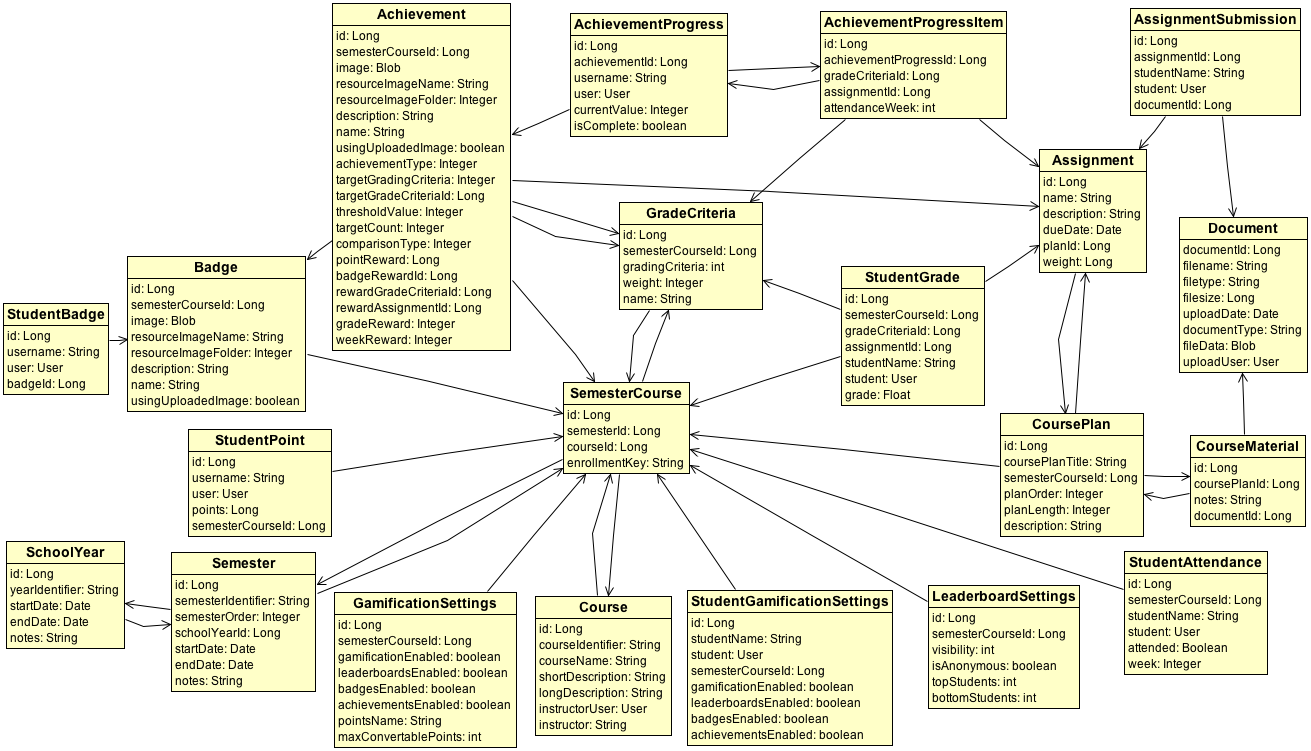 Achievement
id: Long
semesterCourseId: Long
image: Blob
resourceImageName: String
resourceImageFolder: Integer
description: String
name: String
usingUploadedImage: boolean
achievementType: Integer
targetGradingCriteria: Integer
targetGradeCriteriaId: Long
thresholdValue: Integer
targetCount: Integer
comparisonType: Integer
pointReward: Long
badgeRewardId: Long
rewardGradeCriteriaId: Long
rewardAssignmentId: Long
gradeReward: Integer
weekReward: Integer
AchievementProgress
id: Long
achievementId: Long
username: String
user: User
currentValue: Integer
isComplete: boolean
AchievementProgressItem
id: Long
achievementProgressId: Long
gradeCriteriaId: Long
assignmentId: Long
attendanceWeek: int
AssignmentSubmission
id: Long
assignmentId: Long
studentName: String
student: User
documentId: Long
Assignment
id: Long
name: String
description: String
dueDate: Date
planId: Long
weight: Long
GradeCriteria
id: Long
semesterCourseId: Long
gradingCriteria: int
weight: Integer
name: String
Document
documentId: Long
filename: String
filetype: String
filesize: Long
uploadDate: Date
documentType: String
fileData: Blob
uploadUser: User
Badge
id: Long
semesterCourseId: Long
image: Blob
resourceImageName: String
resourceImageFolder: Integer
description: String
name: String
usingUploadedImage: boolean
StudentGrade
id: Long
semesterCourseId: Long
gradeCriteriaId: Long
assignmentId: Long
studentName: String
student: User
grade: Float
StudentBadge
id: Long
username: String
user: User
badgeId: Long
SemesterCourse
id: Long
semesterId: Long
courseId: Long
enrollmentKey: String
CoursePlan
id: Long
coursePlanTitle: String
semesterCourseId: Long
planOrder: Integer
planLength: Integer
description: String
StudentPoint
id: Long
username: String
user: User
points: Long
semesterCourseId: Long
CourseMaterial
id: Long
coursePlanId: Long
notes: String
documentId: Long
SchoolYear
id: Long
yearIdentifier: String
startDate: Date
endDate: Date
notes: String
Semester
id: Long
semesterIdentifier: String
semesterOrder: Integer
schoolYearId: Long
startDate: Date
endDate: Date
notes: String
GamificationSettings
id: Long
semesterCourseId: Long
gamificationEnabled: boolean
leaderboardsEnabled: boolean
badgesEnabled: boolean
achievementsEnabled: boolean
pointsName: String
maxConvertablePoints: int
Course
id: Long
courseIdentifier: String
courseName: String
shortDescription: String
longDescription: String
instructorUser: User
instructor: String
StudentGamificationSettings
id: Long
studentName: String
student: User
semesterCourseId: Long
gamificationEnabled: boolean
leaderboardsEnabled: boolean
badgesEnabled: boolean
achievementsEnabled: boolean
LeaderboardSettings
id: Long
semesterCourseId: Long
visibility: int
isAnonymous: boolean
topStudents: int
bottomStudents: int
StudentAttendance
id: Long
semesterCourseId: Long
studentName: String
student: User
attended: Boolean
week: Integer